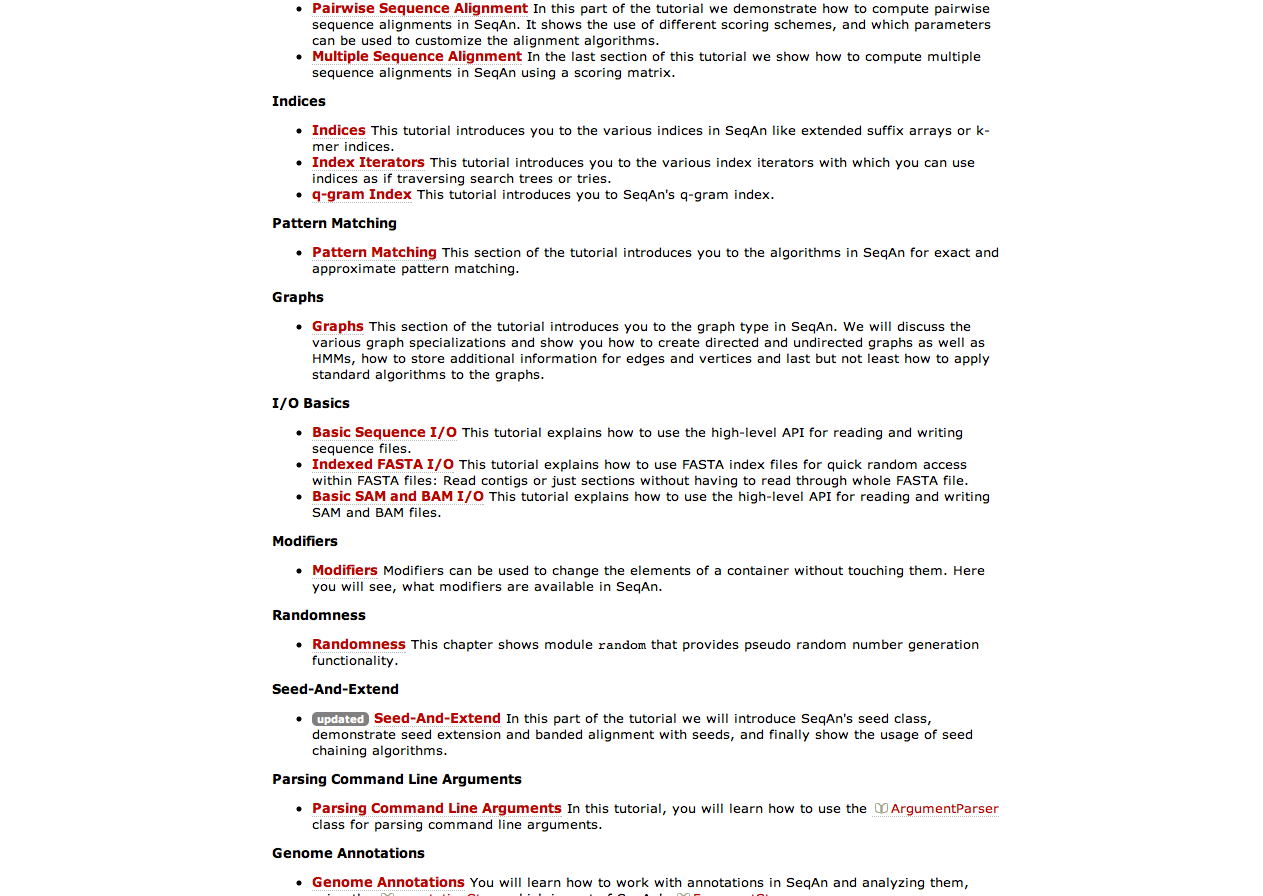 Pairwise Sequence Alignment In this part of the tutorial we demonstrate how to compute pairwise
sequence alignments in SeqAn. It shows the use of different scoring schemes, and which parameters
can be used to customize the alignment algorithms.
Multiple Sequence Alignment In the last section of this tutorial we show how to compute multiple
sequence alignments in SeqAn using a scoring matrix.
Indices
Indices This tutorial introduces you to the various indices in SeqAn like extended suffix arrays or k-
mer indices.
Index Iterators This tutorial introduces you to the various index iterators with which you can use
indices as if traversing search trees or tries.
q-gram Index This tutorial introduces you to SeqAn's q-gram index.
Pattern Matching
Pattern Matching This section of the tutorial introduces you to the algorithms in SeqAn for exact and
approximate pattern matching.
Graphs
Graphs This section of the tutorial introduces you to the graph type in SeqAn. We will discuss the
various graph specializations and show you how to create directed and undirected graphs as well as
HMMs, how to store additional information for edges and vertices and last but not least how to apply
standard algorithms to the graphs.
I/O Basics
Basic Sequence I/O This tutorial explains how to use the high-level API for reading and writing
sequence files.
Indexed FASTA I/O This tutorial explains how to use FASTA index files for quick random access
within FASTA files: Read contigs or just sections without having to read through whole FASTA file.
Basic SAM and BAM I/O This tutorial explains how to use the high-level API for reading and writing
SAM and BAM files.
Modifiers
Modifiers Modifiers can be used to change the elements of a container without touching them. Here
you will see, what modifiers are available in SeqAn.
Randomness
Randomness This chapter shows module random that provides pseudo random number generation
functionality.
Seed-And-Extend
updated Seed-And-Extend In this part of the tutorial we will introduce SeqAn's seed class,
demonstrate seed extension and banded alignment with seeds, and finally show the usage of seed
chaining algorithms.
Parsing Command Line Arguments
Parsing Command Line Arguments In this tutorial, you will learn how to use the ArgumentParser
class for parsing command line arguments.
Genome Annotations
Genome Annotations You will learn how to work with annotations in SeqAn and analyzing them,